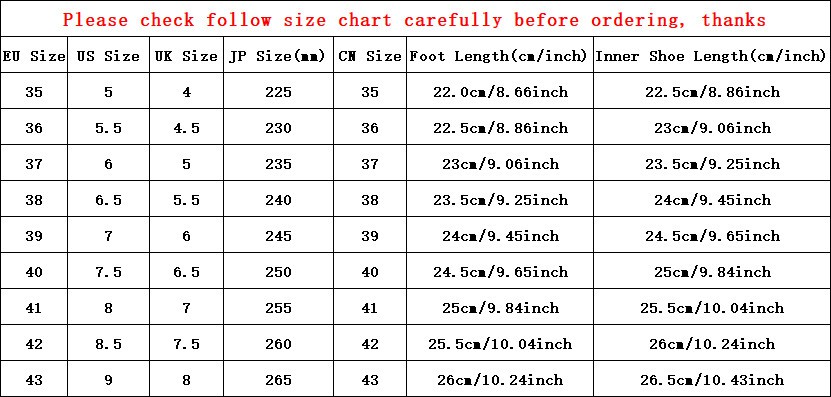 Please check follow size chart carefully before ordering, thanks
EU Size US Size UK Size JP Size(mm) CN Size Foot Length(cm/inch) Inner Shoe Length(cm/inch)
35 5 4 225 35 22.0cm/8.66inch 22.5cm/8.86inch
36 5.5 4.5 230 36 22.5cm/8.86inch 23cm/9.06inch
37 6 5 235 37 23cm/9.06inch 23.5cm/9.25inch
38 6.5 5.5 240 38 23.5cm/9.25inch 24cm/9.45inch
39 7 6 245 39 24cm/9.45inch 24.5cm/9.65inch
40 7.5 6.5 250 40 24.5cm/9.65inch 25cm/9.84inch
41 8 7 255 41 25cm/9.84inch 25.5cm/10.04inch
42 8.5 7.5 260 42 25.5cm/10.04inch 26cm/10.24inch
43 9 8 265 43 26cm/10.24inch 26.5cm/10.43inch